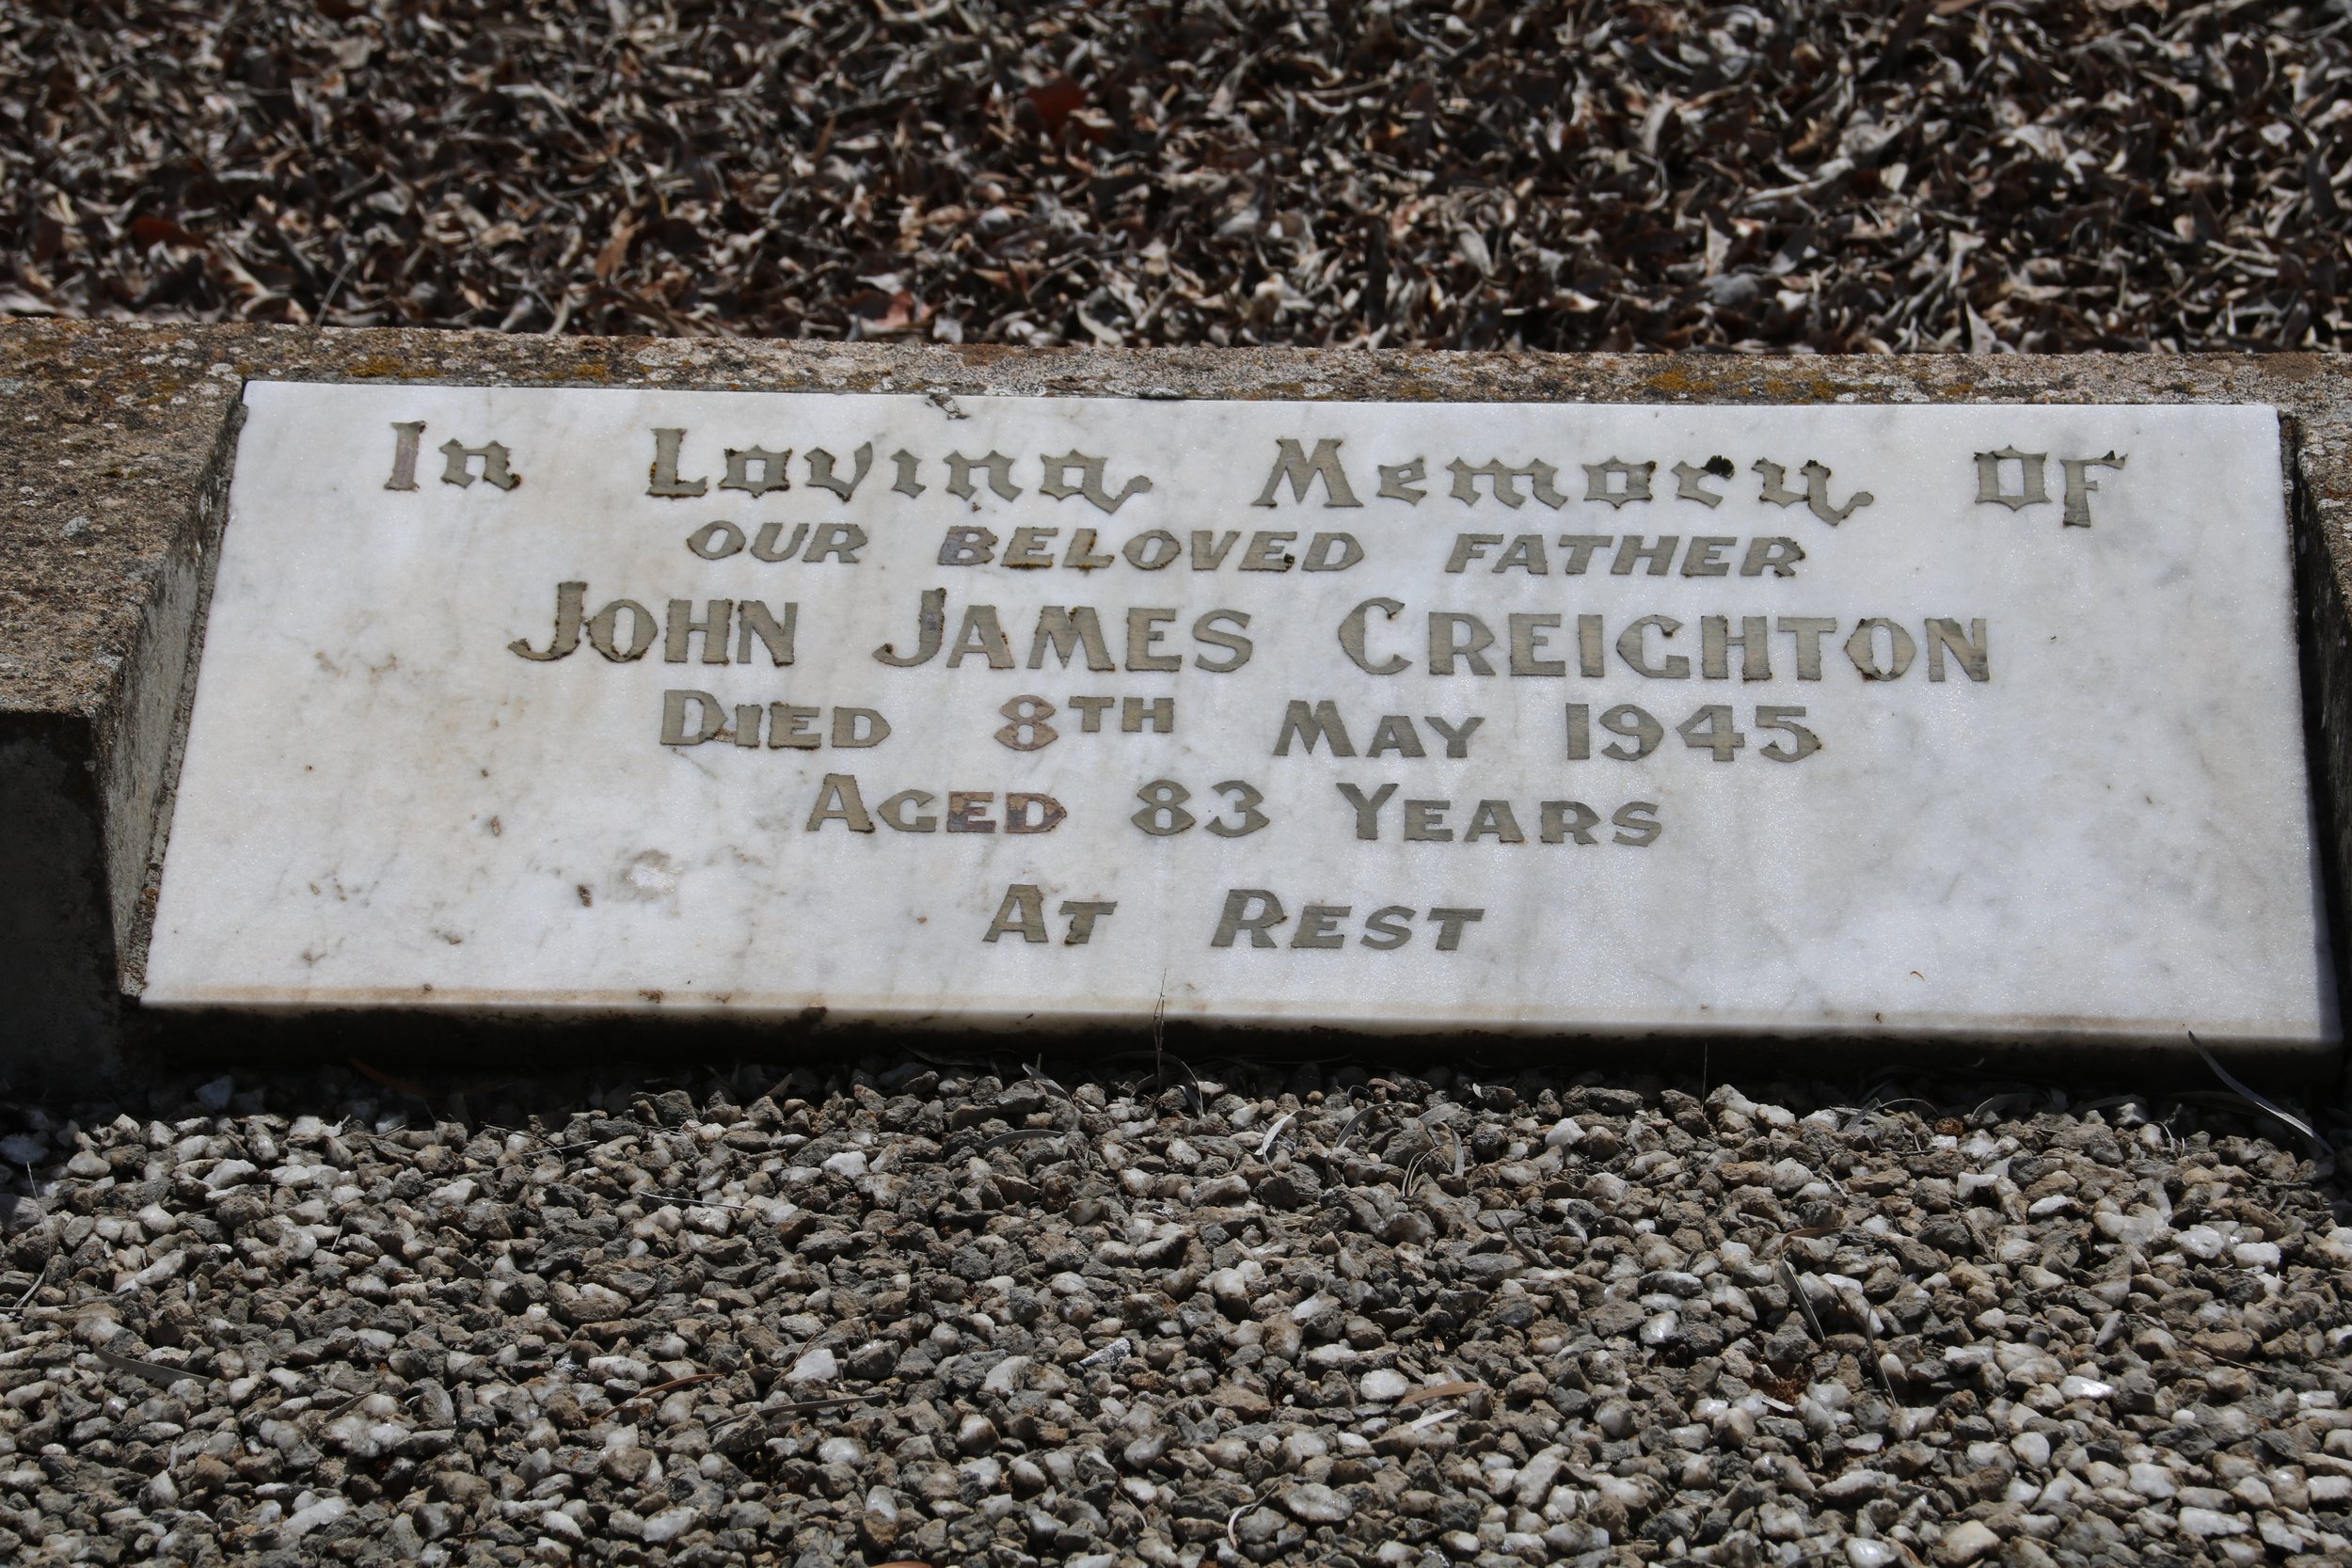 In Loving Memory Of
OUR BELOVED FATHER
JOHN JAMES CREIGHTON
DIED 8TH MAY 1945
AGED 83 YEARS
AT REST